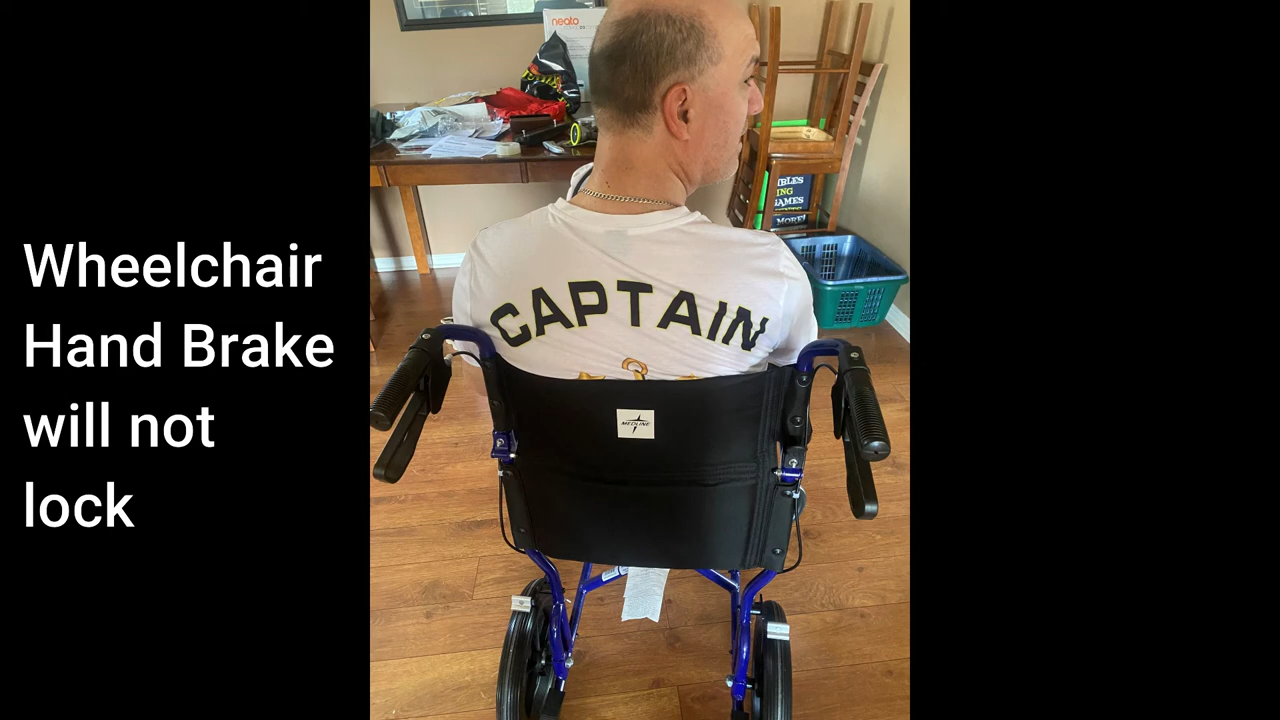 Wheelchair
Hand Brake
will not
lock
neato
CAPTAIN
MEDLINE
GAMES
MORE!